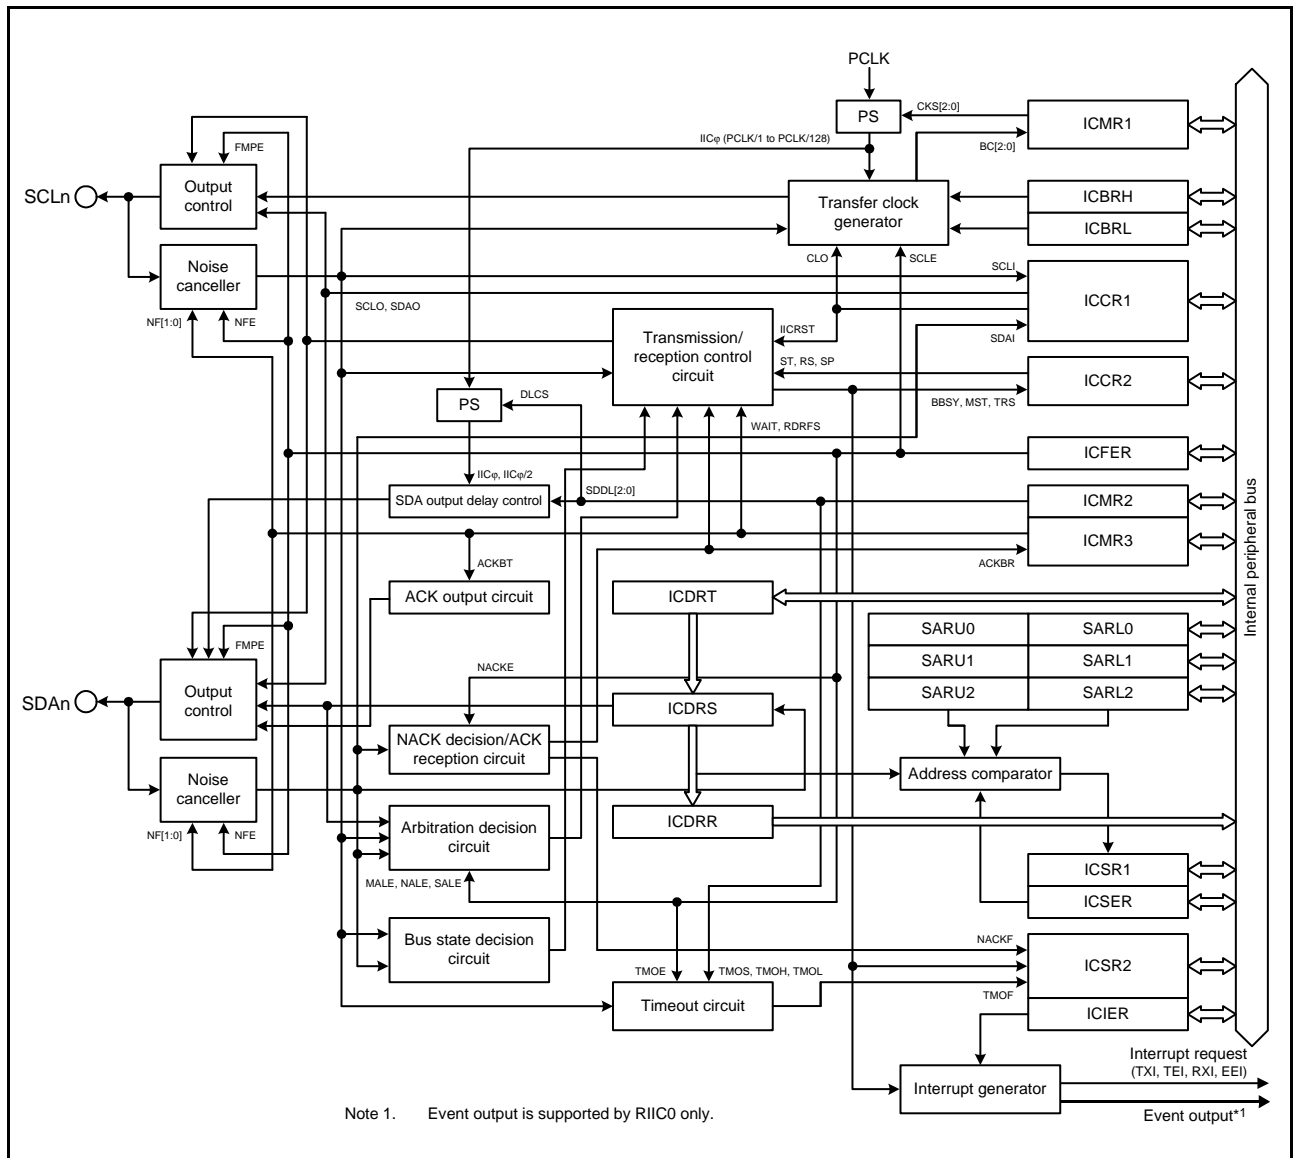 PCLK
PS
CKS[2:0]
ICMR1
IICφ (PCLK/1 to PCLK/128)
BC[2:0]
FMPE
SCLn
Output
control
Transfer clock
generator
ICBRH
ICBRL
Noise
canceller
CLO
SCLE
SCLI
SCLO, SDAO
ICCR1
NF[1:0]
NFE
Transmission/
reception control
circuit
IICRST
SDAI
ST, RS, SP
ICCR2
PS
DLCS
BBSY, MST, TRS
WAIT, RDRFS
ICFER
IICφ, IICφ/2
SDA output delay control
SDDL[2:0]
ICMR2
ICMR3
ACKBT
ACKBR
ACK output circuit
ICDRT
Internal peripheral bus
SARU0
SARL0
FMPE
SARU1
SARL1
NACKE
SARU2
SARL2
SDAn
Output
control
ICDRS
NACK decision/ACK
reception circuit
Address comparator
Noise
canceller
Arbitration decision
circuit
ICDRR
NF[1:0]
NFE
MALE, NALE, SALE
ICSR1
ICSER
Bus state decision
circuit
NACKF
ICSR2
TMOE
TMOS, TMOH, TMOL
Timeout circuit
TMOF
ICIER
Interrupt request
(TXI, TEI, RXI, EEI)
Interrupt generator
Event output*1
Note 1. Event output is supported by RIIC0 only.